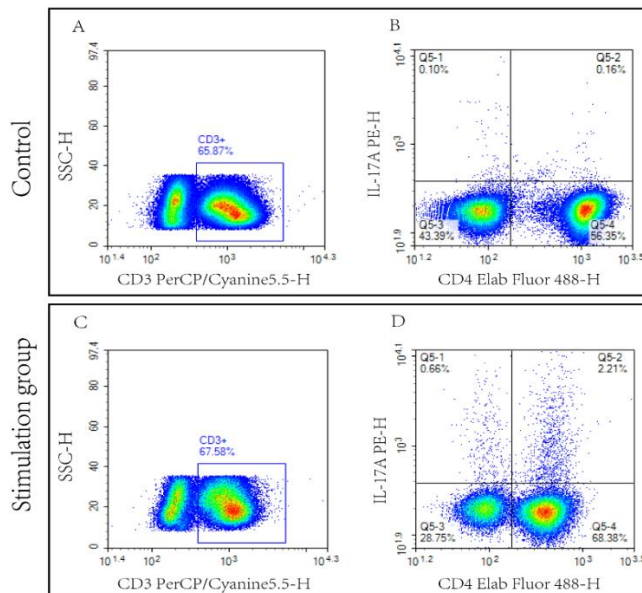 Control
A
97.4
80
60
40
20
0
SSC-H
CD3+
65.87%
10^1.4
10^2
10^3
10^4.3
CD3 PerCP/Cyanine5.5-H
B
10^4.1
10^3
10^1.9
IL-17A PE-H
Q5-1
0.10%
Q5-2
0.16%
Q5-3
43.39%
Q5-4
56.35%
10^1.2
10^2
10^3
10^3.5
CD4 Elab Fluor 488-H
Stimulation group
C
97.4
80
60
40
20
0
SSC-H
CD3+
67.58%
10^1.4
10^2
10^3
10^4.3
CD3 PerCP/Cyanine5.5-H
D
10^4.1
10^3
10^1.9
IL-17A PE-H
Q5-1
0.66%
Q5-2
2.21%
Q5-3
28.75%
Q5-4
68.38%
10^1.2
10^2
10^3
10^3.5
CD4 Elab Fluor 488-H